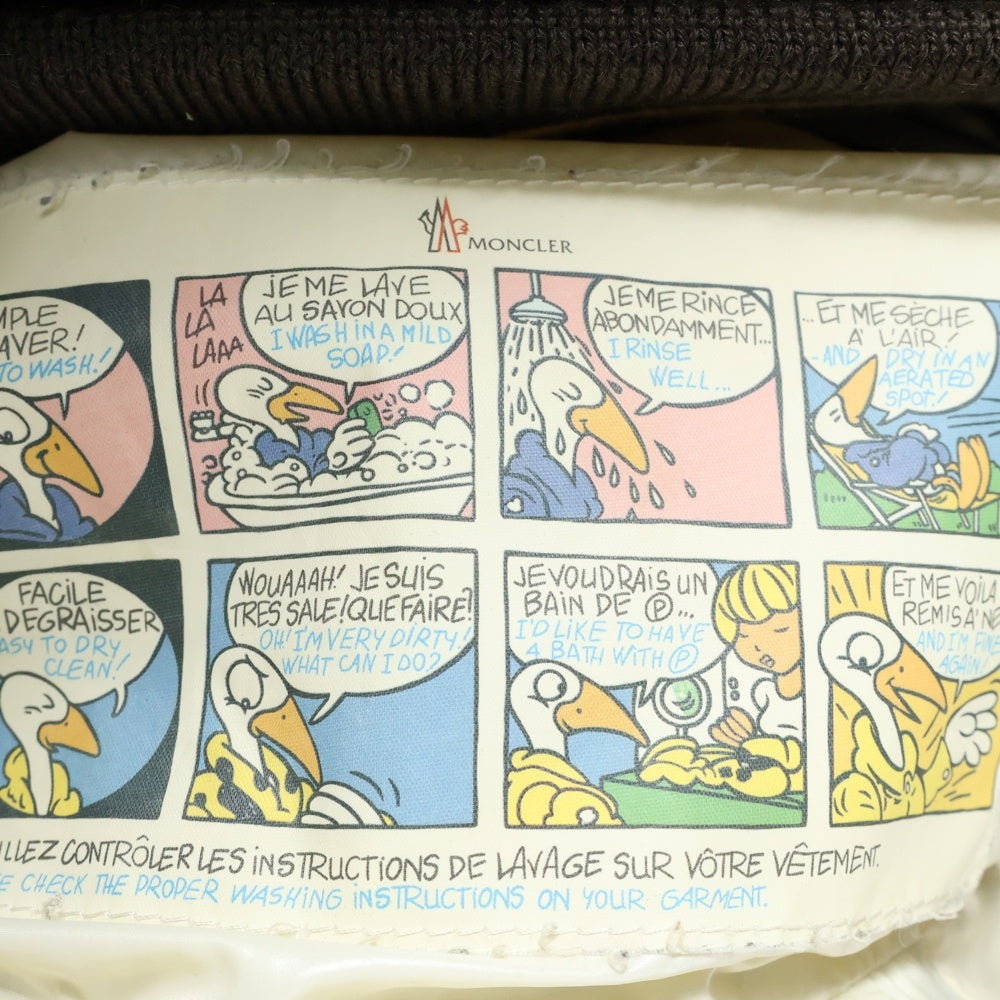 MONCLER
MPLE
AVER!
TO WASH!
LA
LA
LAAA
JE ME LAVE
AU SAVON DOUX
I WASH IN A MILD
SOAP!
JE ME RINCE
ABONDAMMENT...
I RINSE
WELL...
...ET ME SÈCHE
A' L'AIR!
-AND DRY IN AN
AERATED
SPOT!
FACILE
DEGRAISSER
ASY TO DRY
CLEAN!
WOUAAAH! JE SUIS
TRES SALE! QUE FAIRE?
OH! I'M VERY DIRTY!
WHAT CAN I DO?
JE VOUDRAIS UN
BAIN DE Ⓟ...
I'D LIKE TO HAVE
A BATH WITH Ⓟ
ET ME VOILA
REMIS A' NE
AND I'M FINE
AGAIN!
LLEZ CONTRÔLER LES iNSTRUCTiONS DE LAVAGE SUR VÔTRE VÊTEMENT.
E CHECK THE PROPER WASHING iNSTRUCTIONS ON YOUR GARMENT.